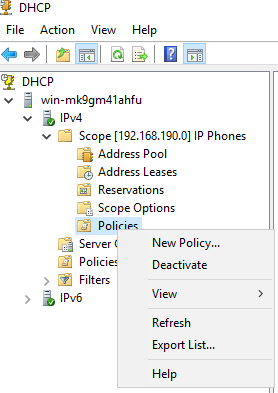 DHCP
File Action View Help
DHCP
win-mk9gm41ahfu
IPv4
Scope [192.168.190.0] IP Phones
Address Pool
Address Leases
Reservations
Scope Options
Policies
New Policy...
Server
Deactivate
Policies
Filters
View
IPv6
Refresh
Export List...
Help